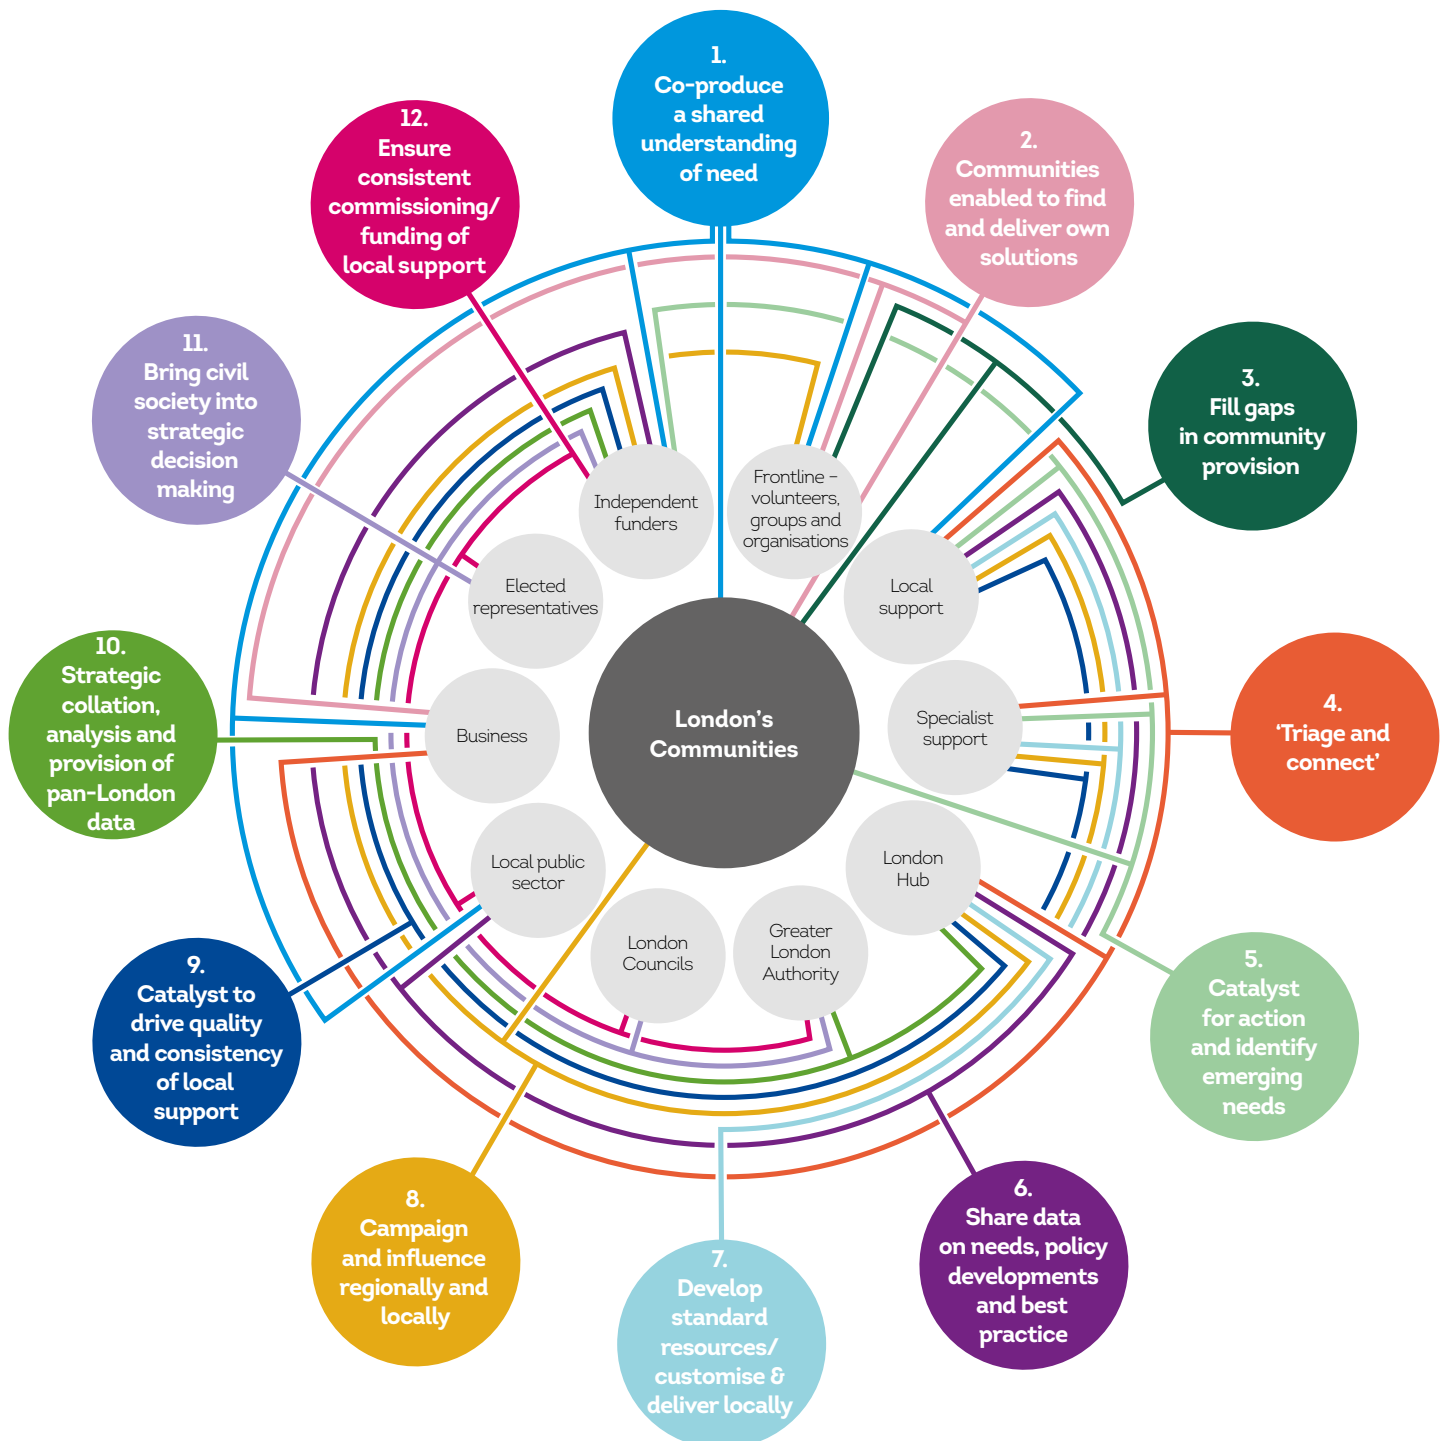 1.
Co-produce
a shared
understanding
of need
2.
Communities
enabled to find
and deliver own
solutions
3.
Fill gaps
in community
provision
4.
‘Triage and
connect’
5.
Catalyst
for action
and identify
emerging
needs
6.
Share data
on needs, policy
developments
and best
practice
7.
Develop
standard
resources/
customise &
deliver locally
8.
Campaign
and influence
regionally and
locally
9.
Catalyst to
drive quality
and consistency
of local
support
10.
Strategic
collation,
analysis and
provision of
pan-London
data
11.
Bring civil
society into
strategic
decision
making
12.
Ensure
consistent
commissioning/
funding of
local support
Independent
funders
Frontline –
volunteers,
groups and
organisations
Local
support
Specialist
support
London
Hub
Greater
London
Authority
London
Councils
Local public
sector
Business
Elected
representatives
London’s
Communities